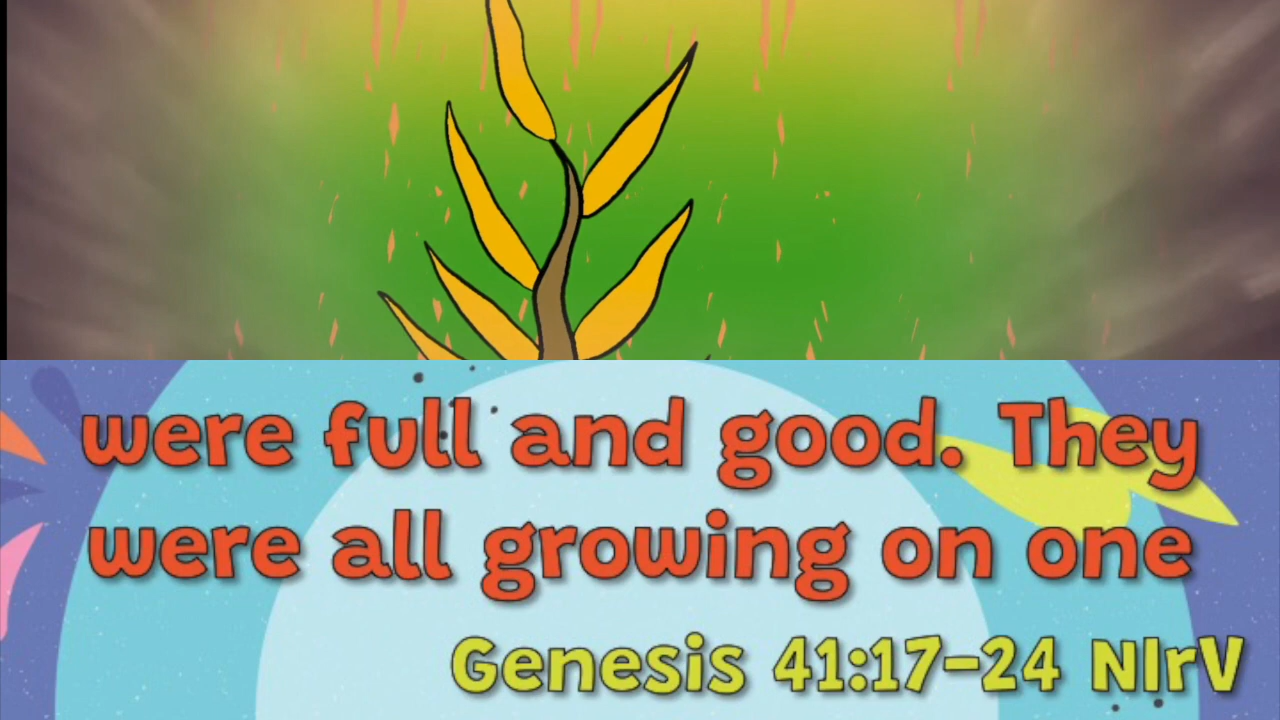 were full and good. They
were all growing on one
Genesis 41:17-24 NIrV